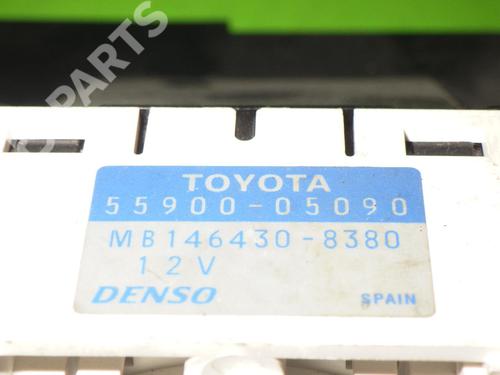 B PARTS
TOYOTA
55900-05090
MB146430-8380
12V
DENSO SPAIN